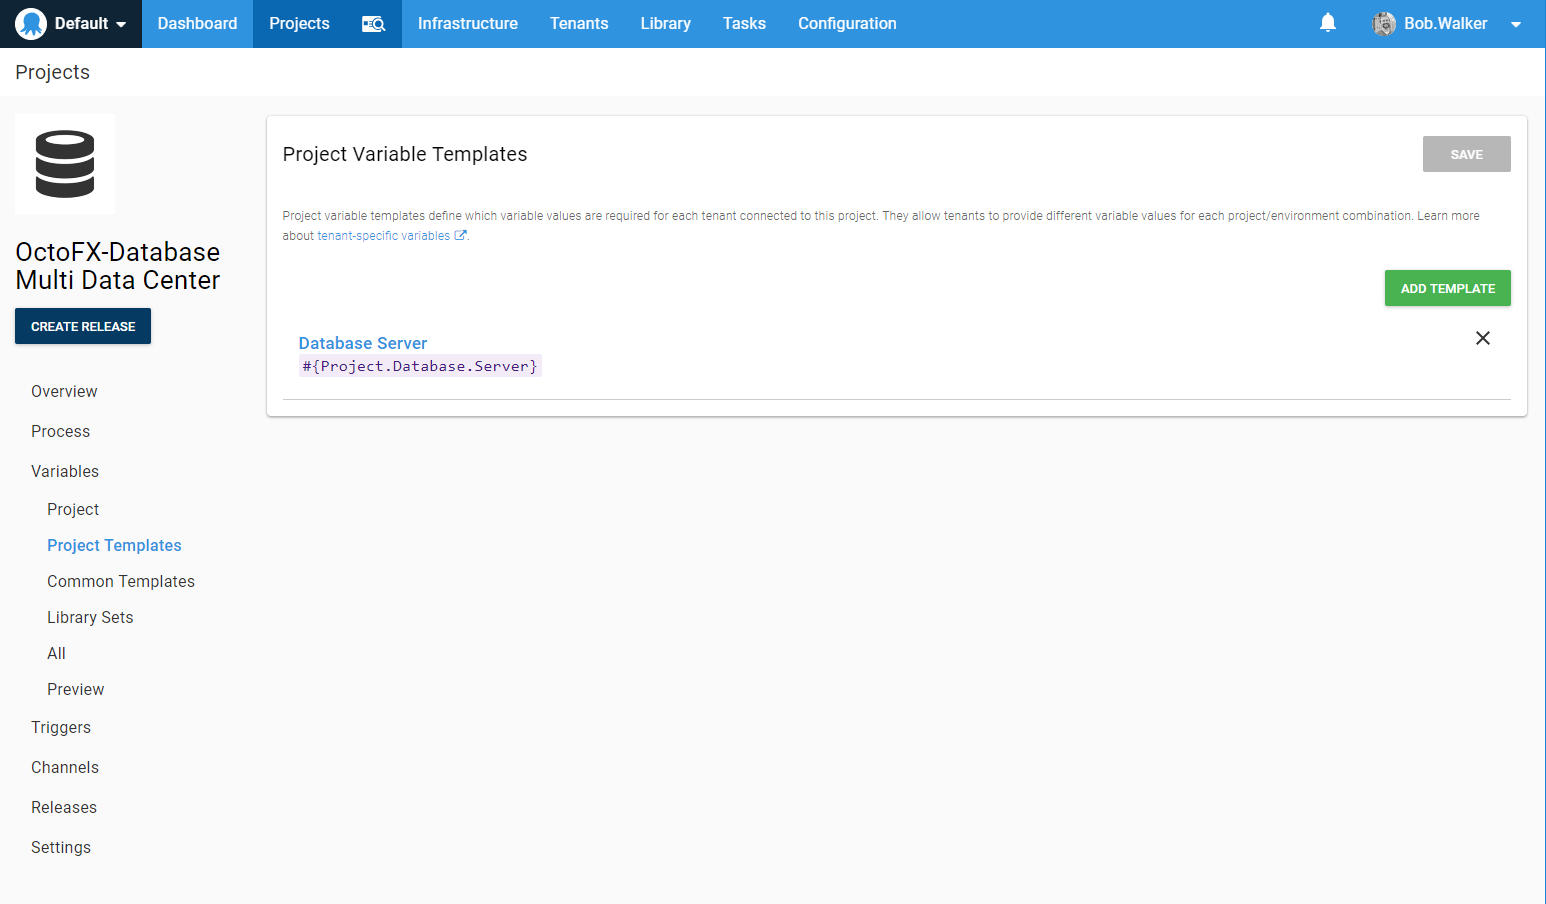 Default
Dashboard
Projects
Infrastructure
Tenants
Library
Tasks
Configuration
Bob.Walker
Projects
OctoFX-Database
Multi Data Center
CREATE RELEASE
Overview
Process
Variables
Project
Project Templates
Common Templates
Library Sets
All
Preview
Triggers
Channels
Releases
Settings
Project Variable Templates
SAVE
Project variable templates define which variable values are required for each tenant connected to this project. They allow tenants to provide different variable values for each project/environment combination. Learn more
about tenant-specific variables.
ADD TEMPLATE
Database Server
#{Project.Database.Server}